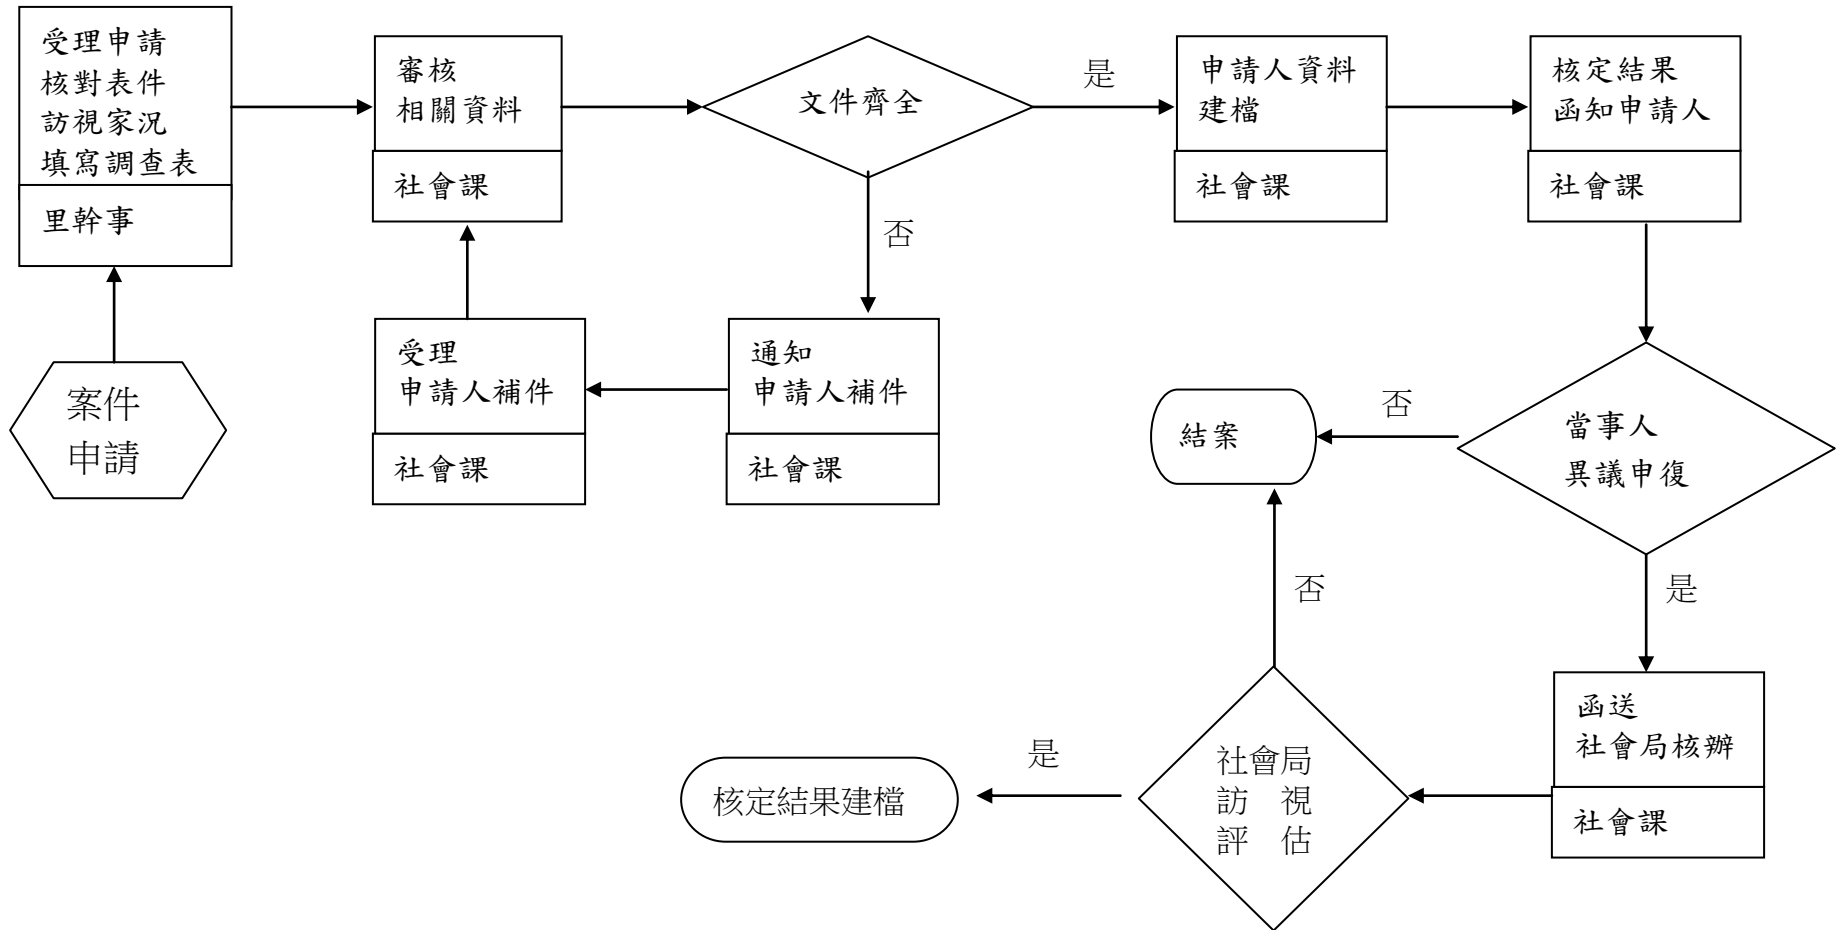 受理申請
核對表件
訪視家況
填寫調查表
里幹事
案件
申請
審核
相關資料
社會課
文件齊全
是
否
通知
申請人補件
社會課
受理
申請人補件
社會課
申請人資料
建檔
社會課
核定結果
函知申請人
社會課
當事人
異議申復
否
結案
是
函送
社會局核辦
社會課
社會局
訪 視
評 估
否
是
核定結果建檔